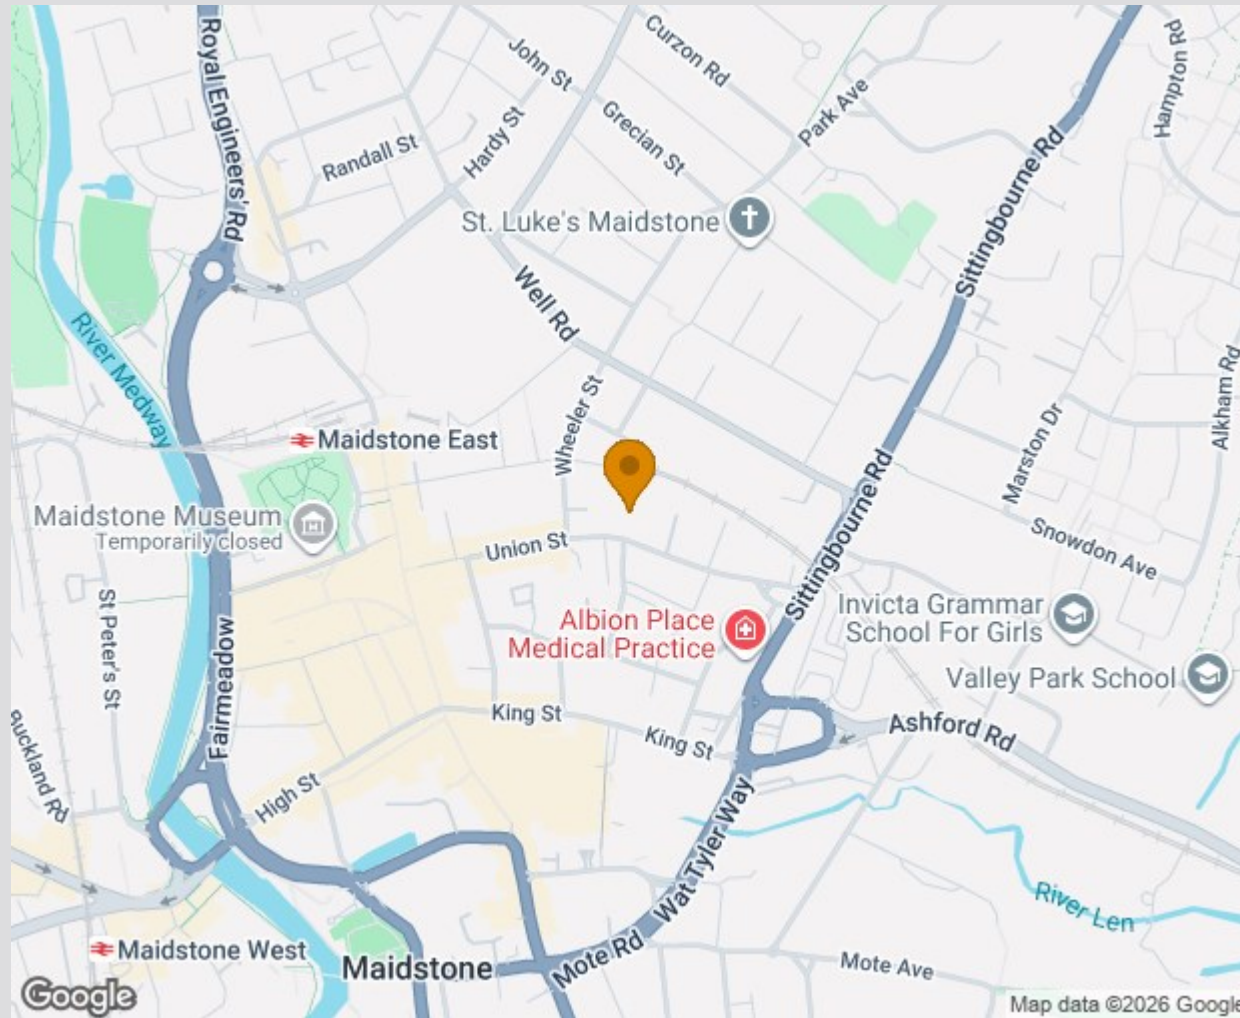 Royal Engineers' Rd
John St
Curzon Rd
Park Ave
Hampton Rd
Randall St
Hardy St
Grecian St
St. Luke's Maidstone
Sittingbourne Rd
Well Rd
River Medway
Wheeler St
Marston Dr
Alkham Rd
Maidstone East
Sittingbourne Rd
Maidstone Museum
Temporarily closed
Union St
Snowdon Ave
St Peter's St
Albion Place
Medical Practice
Invicta Grammar
School For Girls
Valley Park School
Fairmeadow
King St
King St
Ashford Rd
Buckland Rd
High St
Wat Tyler Way
River Len
Maidstone West
Maidstone
Mote Rd
Mote Ave
Google
Map data ©2026 Google